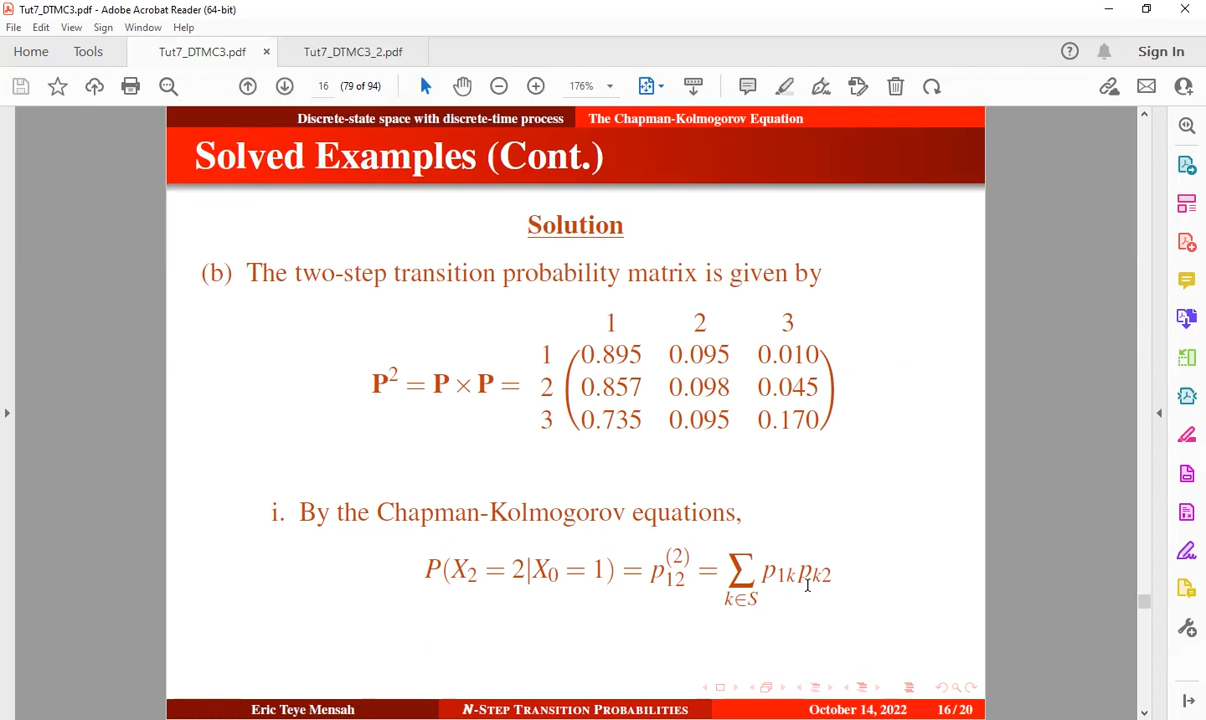 Tut7_DTMC3.pdf - Adobe Acrobat Reader (64-bit)
File Edit View Sign Window Help
Home Tools Tut7_DTMC3.pdf × Tut7_DTMC3_2.pdf Sign In
16 (79 of 94) 176%
Discrete-state space with discrete-time process The Chapman-Kolmogorov Equation
Solved Examples (Cont.)
Solution
(b) The two-step transition probability matrix is given by
1 2 3
1 0.895 0.095 0.010
P² = P × P = 2 0.857 0.098 0.045
3 0.735 0.095 0.170
i. By the Chapman-Kolmogorov equations,
P(X₂ = 2|X₀ = 1) = p₁₂⁽²⁾ = ∑ p₁ₖpₖ₂
k∈S
Eric Teye Mensah N-STEP TRANSITION PROBABILITIES October 14, 2022 16/20